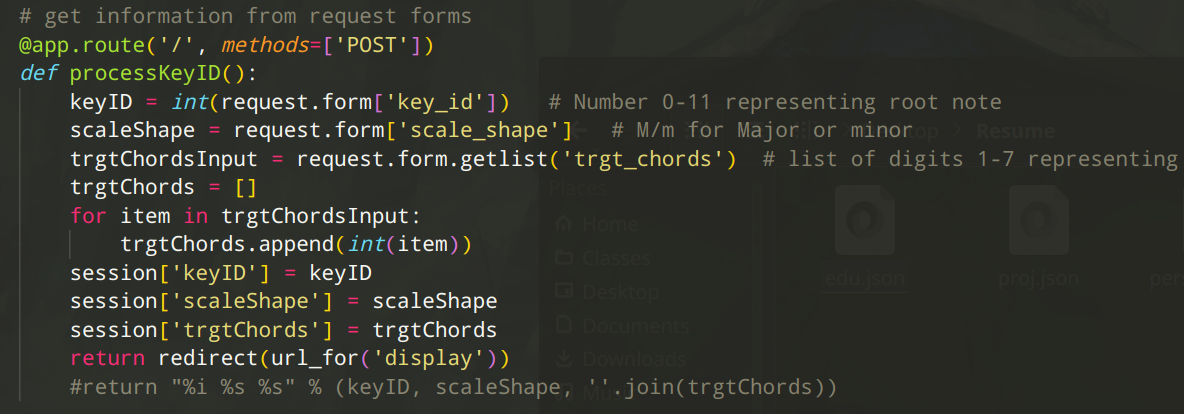 # get information from request forms
@app.route('/', methods=['POST'])
def processKeyID():
    keyID = int(request.form['key_id'])   # Number 0-11 representing root note
    scaleShape = request.form['scale_shape']   # M/m for Major or minor
    trgtChordsInput = request.form.getlist('trgt_chords')  # list of digits 1-7 representing
    trgtChords = []
    for item in trgtChordsInput:
        trgtChords.append(int(item))
    session['keyID'] = keyID
    session['scaleShape'] = scaleShape
    session['trgtChords'] = trgtChords
    return redirect(url_for('display'))
    #return "%i %s %s" % (keyID, scaleShape, ''.join(trgtChords))
Resume
Places
Home
Classes
Desktop
Documents
Downloads
edu.json
proj.json